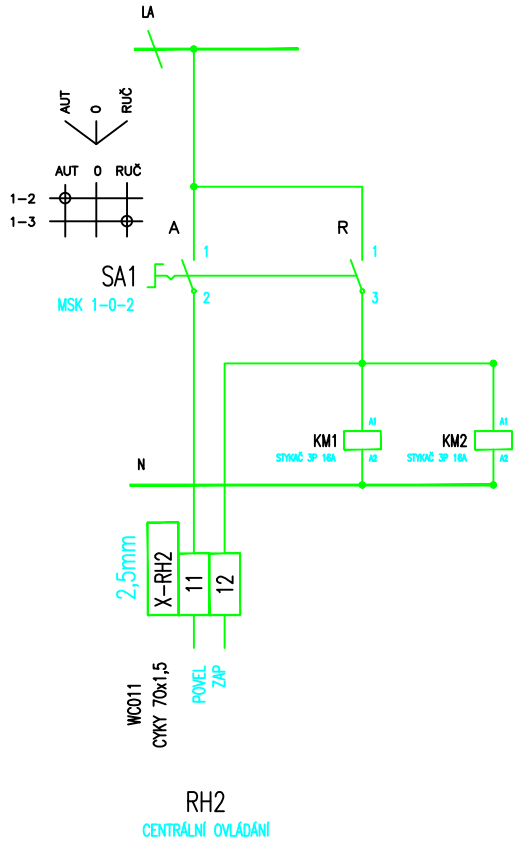 LA
AUT
0
RUČ
AUT 0 RUČ
1-2
1-3
A
R
1
1
SA1
MSK 1-0-2
2
3
A1
A1
KM1
KM2
STYKAČ 3P 16A
STYKAČ 3P 16A
A2
A2
N
2,5mm
X-RH2
11
12
WC011
CYKY 7Ox1,5
POVEL
ZAP
RH2
CENTRÁLNÍ OVLÁDÁNÍ